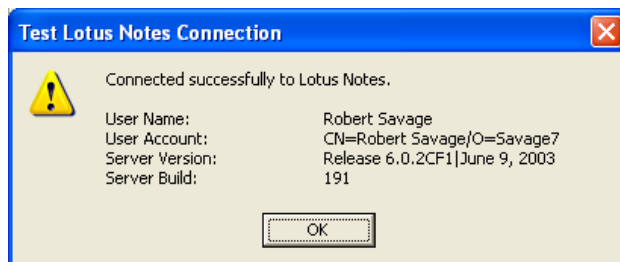 Test Lotus Notes Connection
Connected successfully to Lotus Notes.
User Name: Robert Savage
User Account: CN=Robert Savage/O=Savage7
Server Version: Release 6.0.2CF1|June 9, 2003
Server Build: 191
OK